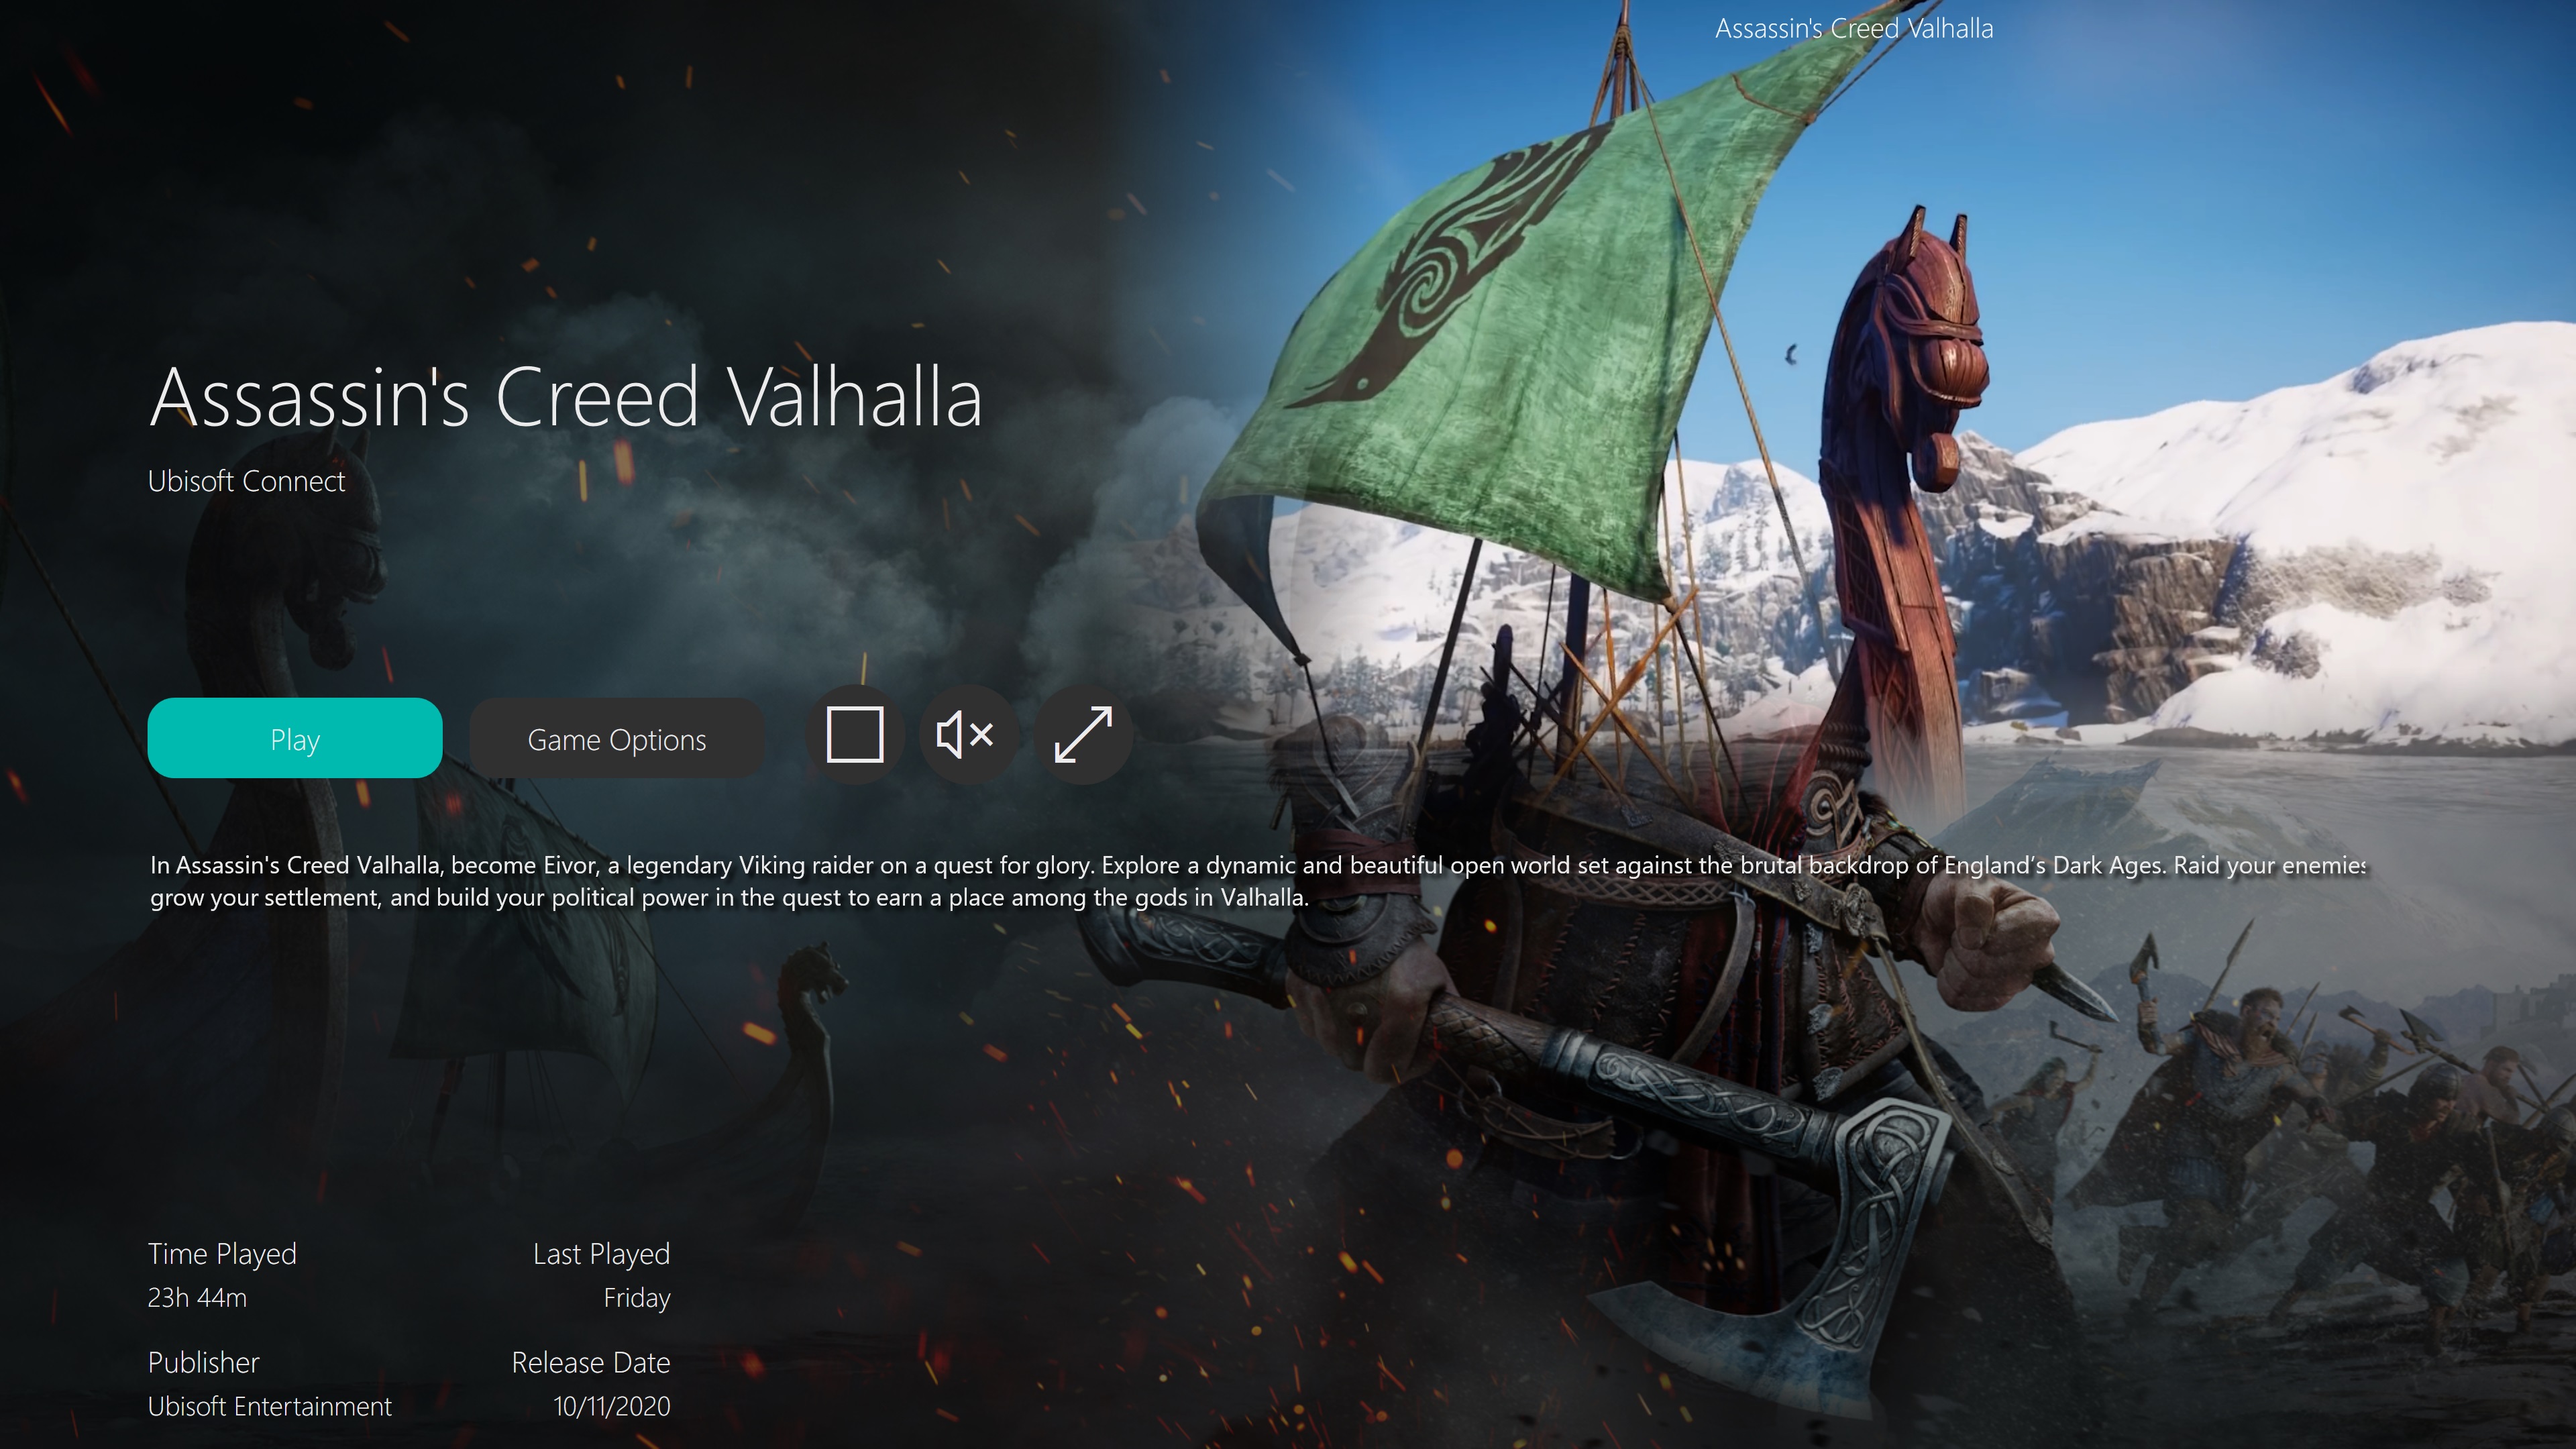 Assassin's Creed Valhalla
Assassin's Creed Valhalla
Ubisoft Connect
Play
Game Options
In Assassin's Creed Valhalla, become Eivor, a legendary Viking raider on a quest for glory. Explore a dynamic and beautiful open world set against the brutal backdrop of England’s Dark Ages. Raid your enemies
grow your settlement, and build your political power in the quest to earn a place among the gods in Valhalla.
Time Played
Last Played
23h 44m
Friday
Publisher
Release Date
Ubisoft Entertainment
10/11/2020